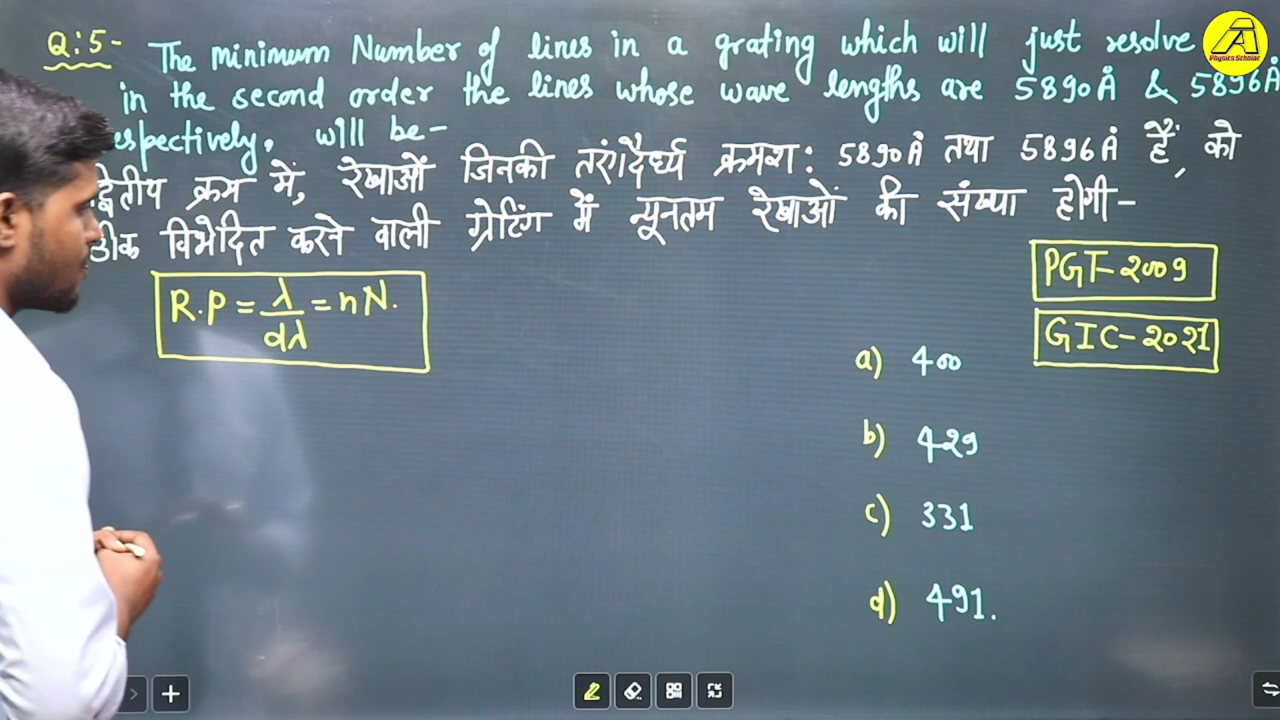 Q:5- The minimum Number of lines in a grating which will just resolve
in the second order the lines whose wave lengths are 5890Å & 5896Å
espectively, will be-
द्वितीय क्रम में, रेखाओं जिनकी तरंगदैर्ध्य क्रमश: 5890Å तथा 5896Å हैं, को
ठीक विभेदित करने वाली ग्रेटिंग में न्यूनतम रेखाओं की संख्या होगी-
R.P = λ/dλ = nN.
PGT-2009
GIC-2021
a) 400
b) 429
c) 331
d) 491.
Physics Scholar